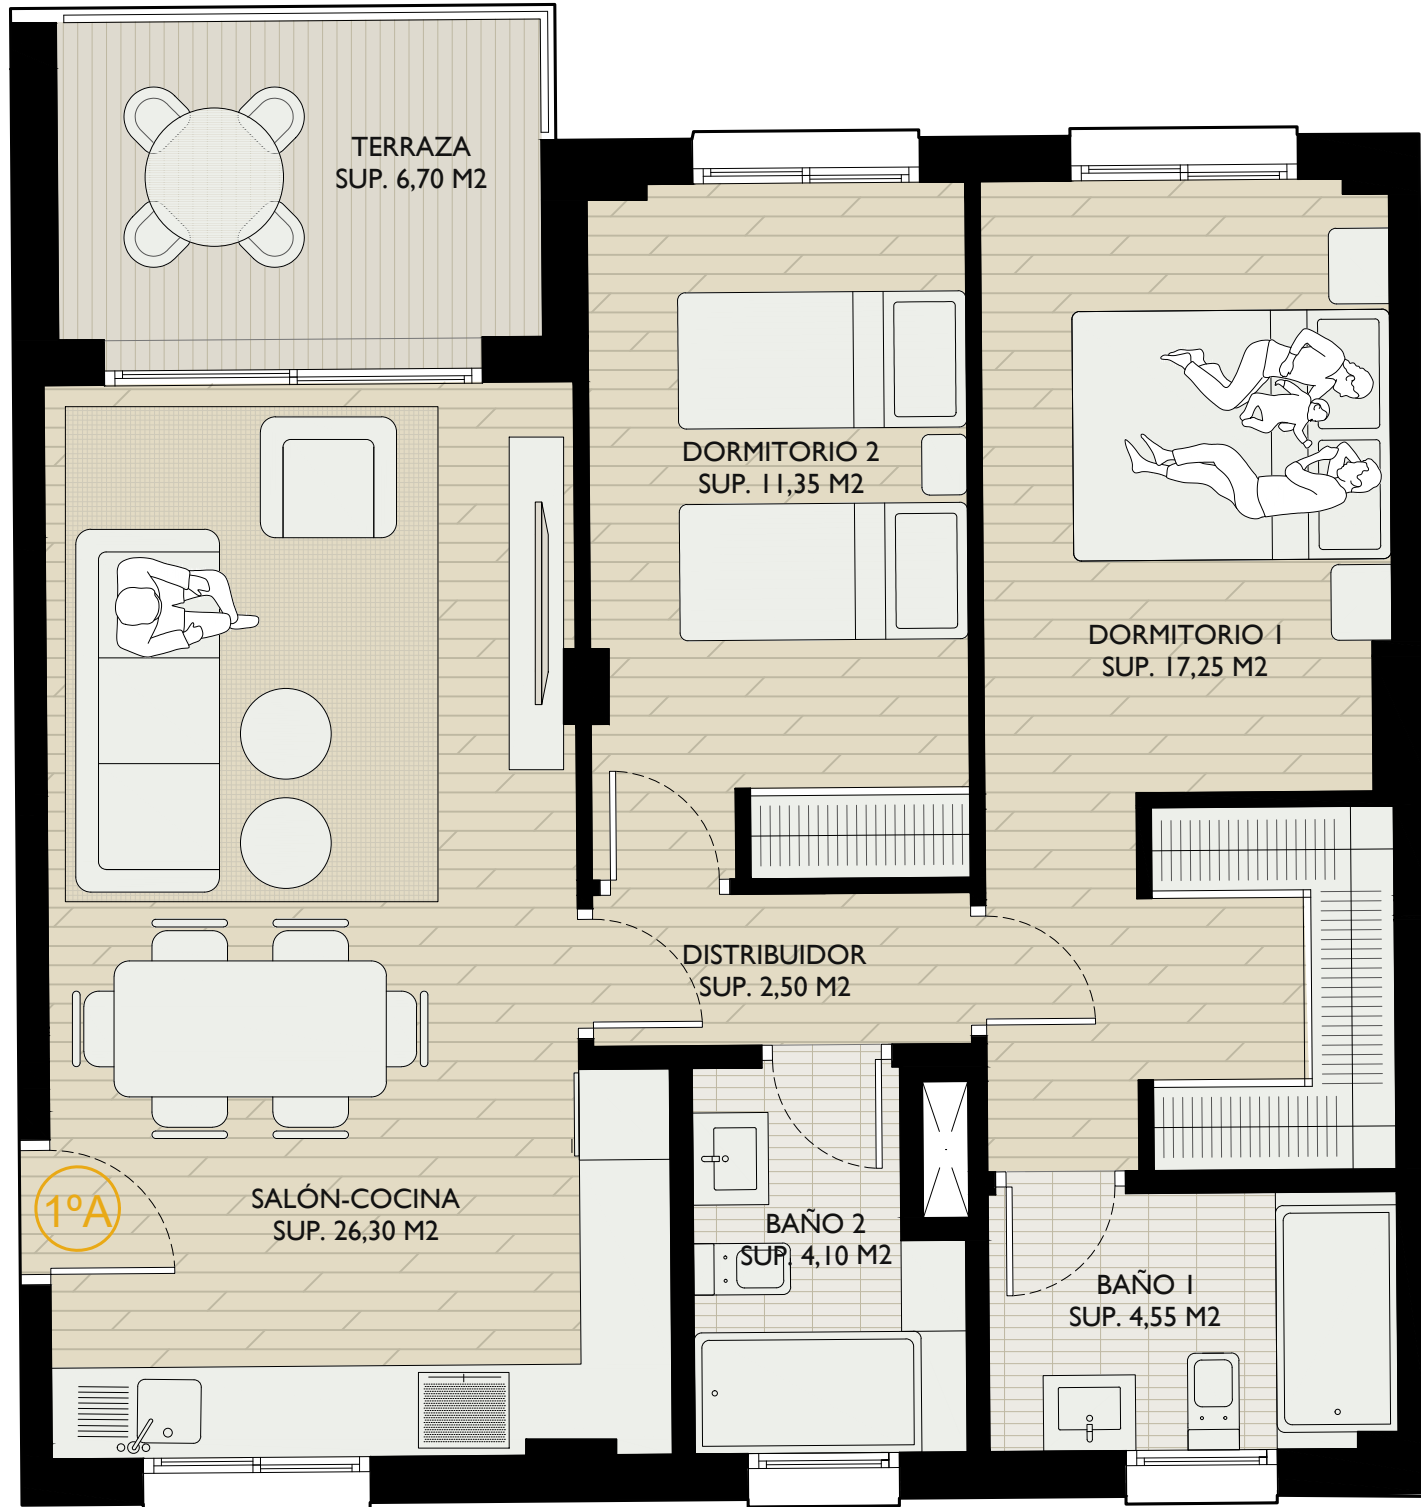 TERRAZA
SUP. 6,70 M2
DORMITORIO 2
SUP. 11,35 M2
DORMITORIO 1
SUP. 17,25 M2
DISTRIBUIDOR
SUP. 2,50 M2
1ºA
SALÓN-COCINA
SUP. 26,30 M2
BAÑO 2
SUP. 4,10 M2
BAÑO 1
SUP. 4,55 M2